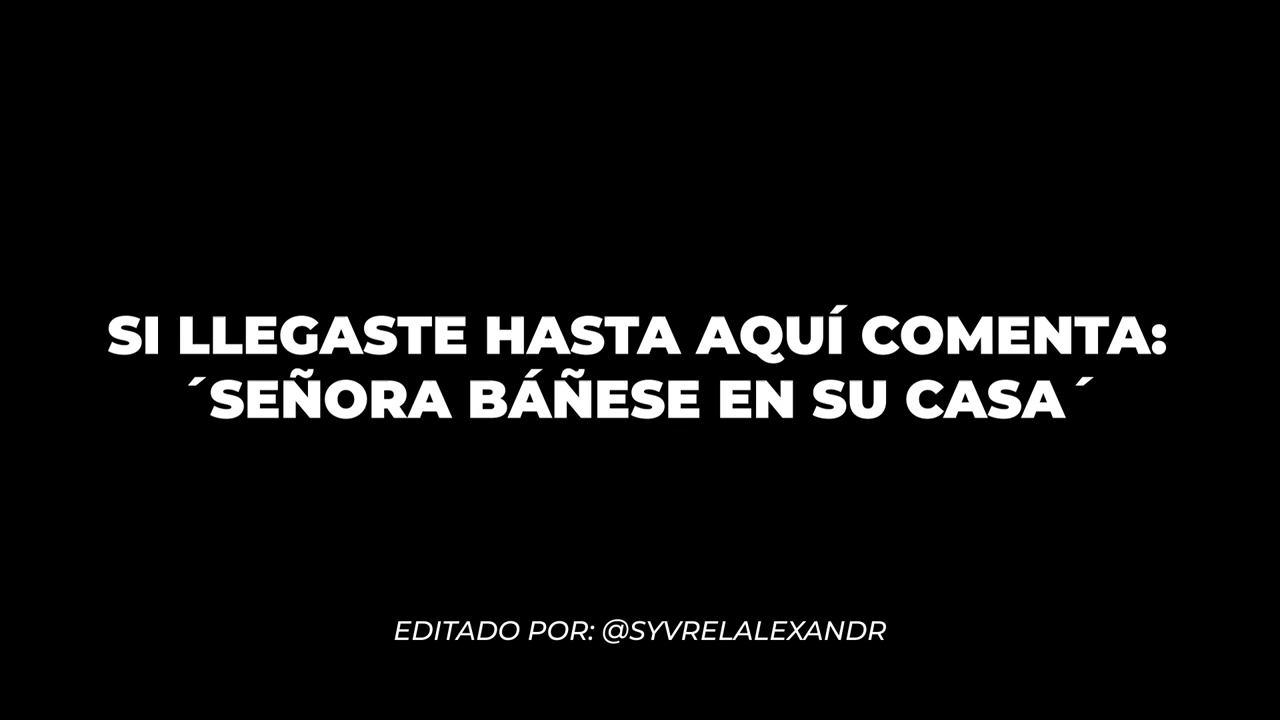 SI LLEGASTE HASTA AQUÍ COMENTA:
´SEÑORA BÁÑESE EN SU CASA´
EDITADO POR: @SYVRELALEXANDR